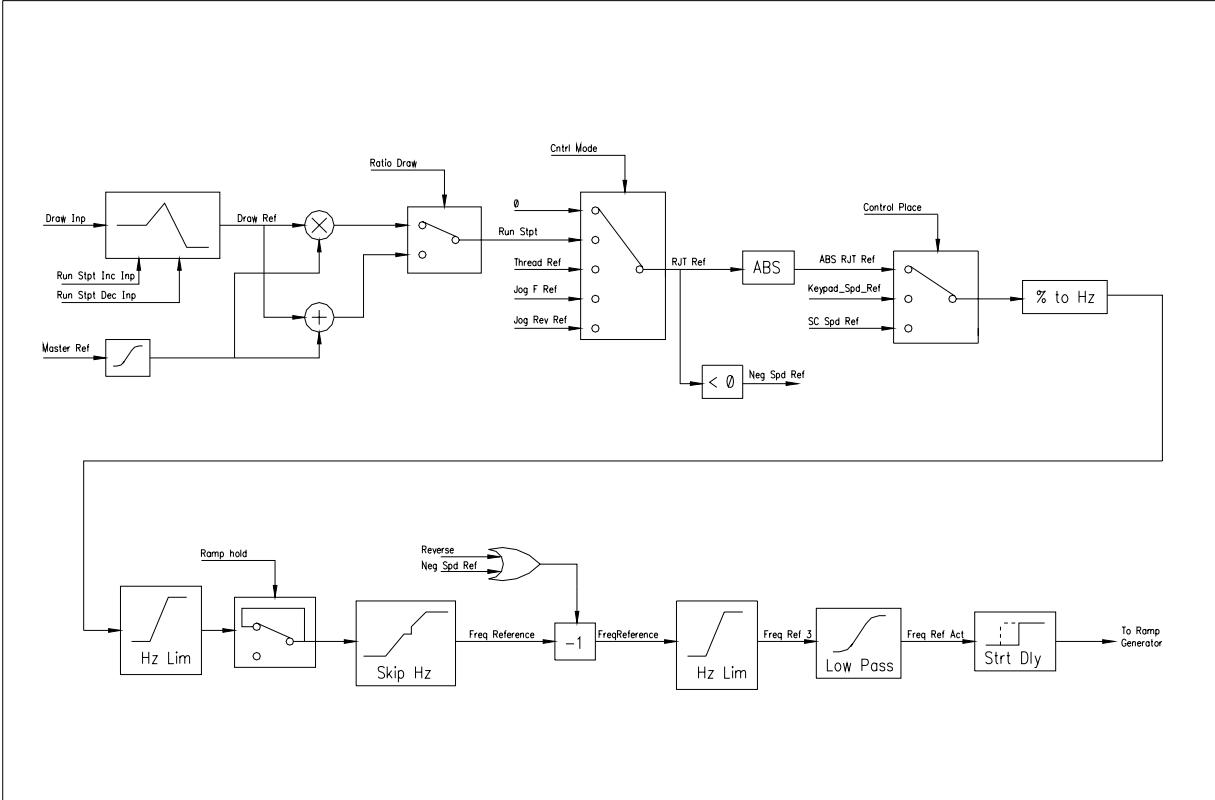 Cntrl Mode
Ratio Draw
Control Place
Draw Inp
Draw Ref
Ø
Run Stpt
Thread Ref
RJT Ref
ABS
ABS RJT Ref
Run Stpt Inc Inp
Run Stpt Dec Inp
Jog F Ref
Keypad_Spd_Ref
% to Hz
Jog Rev Ref
SC Spd Ref
Master Ref
< Ø
Neg Spd Ref
Ramp hold
Reverse
Neg Spd Ref
Hz Lim
Skip Hz
Freq Reference
-1
FreqReference
Hz Lim
Freq Ref 3
Low Pass
Freq Ref Act
Strt Dly
To Ramp
Generator